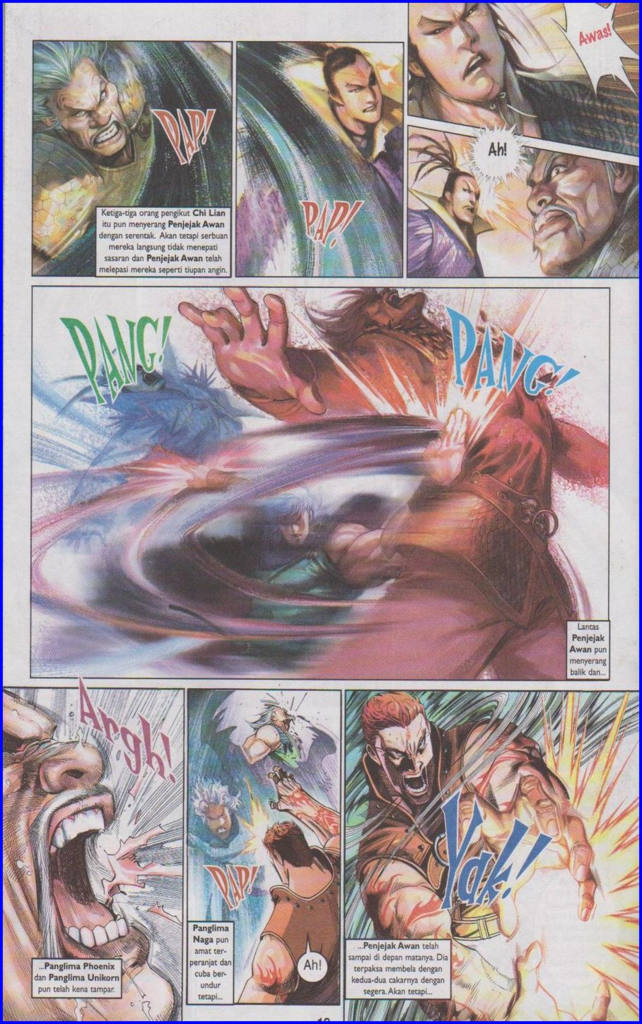 PAP!
Ketiga-tiga orang pengikut Chi Lian
itu pun menyerang Penjejak Awan
dengan serentak. Akan tetapi serbuan
mereka langsung tidak menepati
sasaran dan Penjejak Awan telah
melepasi mereka seperti tiupan angin.
PAP!
Awas!
Ah!
PANG!
PANG!
Lantas
Penjejak
Awan pun
menyerang
balik dan...
Argh!
...Panglima Phoenix
dan Panglima Unikorn
pun telah kena tampar.
PAP!
Panglima
Naga pun
amat ter-
peranjat dan
cuba ber-
undur
tetapi...
Ah!
Yak!
...Penjejak Awan telah
sampai di depan matanya. Dia
terpaksa membela dengan
kedua-dua cakarnya dengan
segera. Akan tetapi...